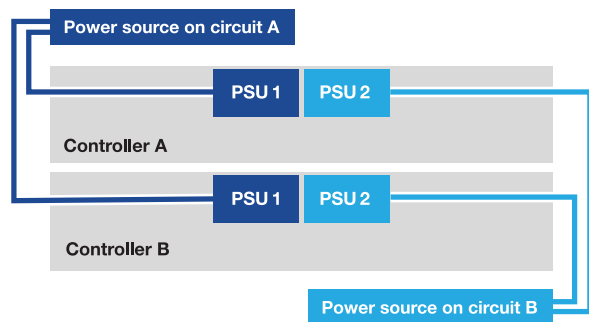 Power source on circuit A
PSU 1
PSU 2
Controller A
PSU 1
PSU 2
Controller B
Power source on circuit B